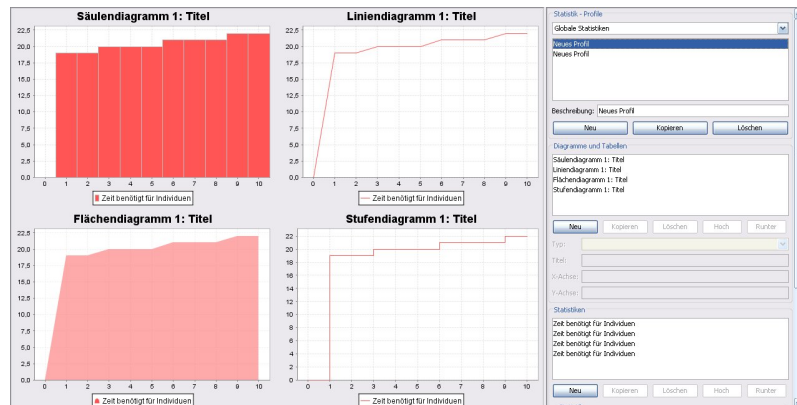 Säulendiagramm 1: Titel
22,5
20,0
17,5
15,0
12,5
10,0
7,5
5,0
2,5
0,0
0 1 2 3 4 5 6 7 8 9 10
Zeit benötigt für Individuen
Liniendiagramm 1: Titel
22,5
20,0
17,5
15,0
12,5
10,0
7,5
5,0
2,5
0,0
0 1 2 3 4 5 6 7 8 9 10
Zeit benötigt für Individuen
Flächendiagramm 1: Titel
22,5
20,0
17,5
15,0
12,5
10,0
7,5
5,0
2,5
0,0
0 1 2 3 4 5 6 7 8 9 10
Zeit benötigt für Individuen
Stufendiagramm 1: Titel
22
20
18
16
14
12
10
8
6
4
2
0
0 1 2 3 4 5 6 7 8 9 10
Zeit benötigt für Individuen
Statistik - Profile
Globale Statistiken
Neues Profil
Neues Profil
Beschreibung: Neues Profil
Neu Kopieren Löschen
Diagramme und Tabellen
Säulendiagramm 1: Titel
Liniendiagramm 1: Titel
Flächendiagramm 1: Titel
Stufendiagramm 1: Titel
Neu Kopieren Löschen Hoch Runter
Typ:
Titel:
X-Achse:
Y-Achse:
Statistiken
Zeit benötigt für Individuen
Zeit benötigt für Individuen
Zeit benötigt für Individuen
Zeit benötigt für Individuen
Neu Kopieren Löschen Hoch Runter